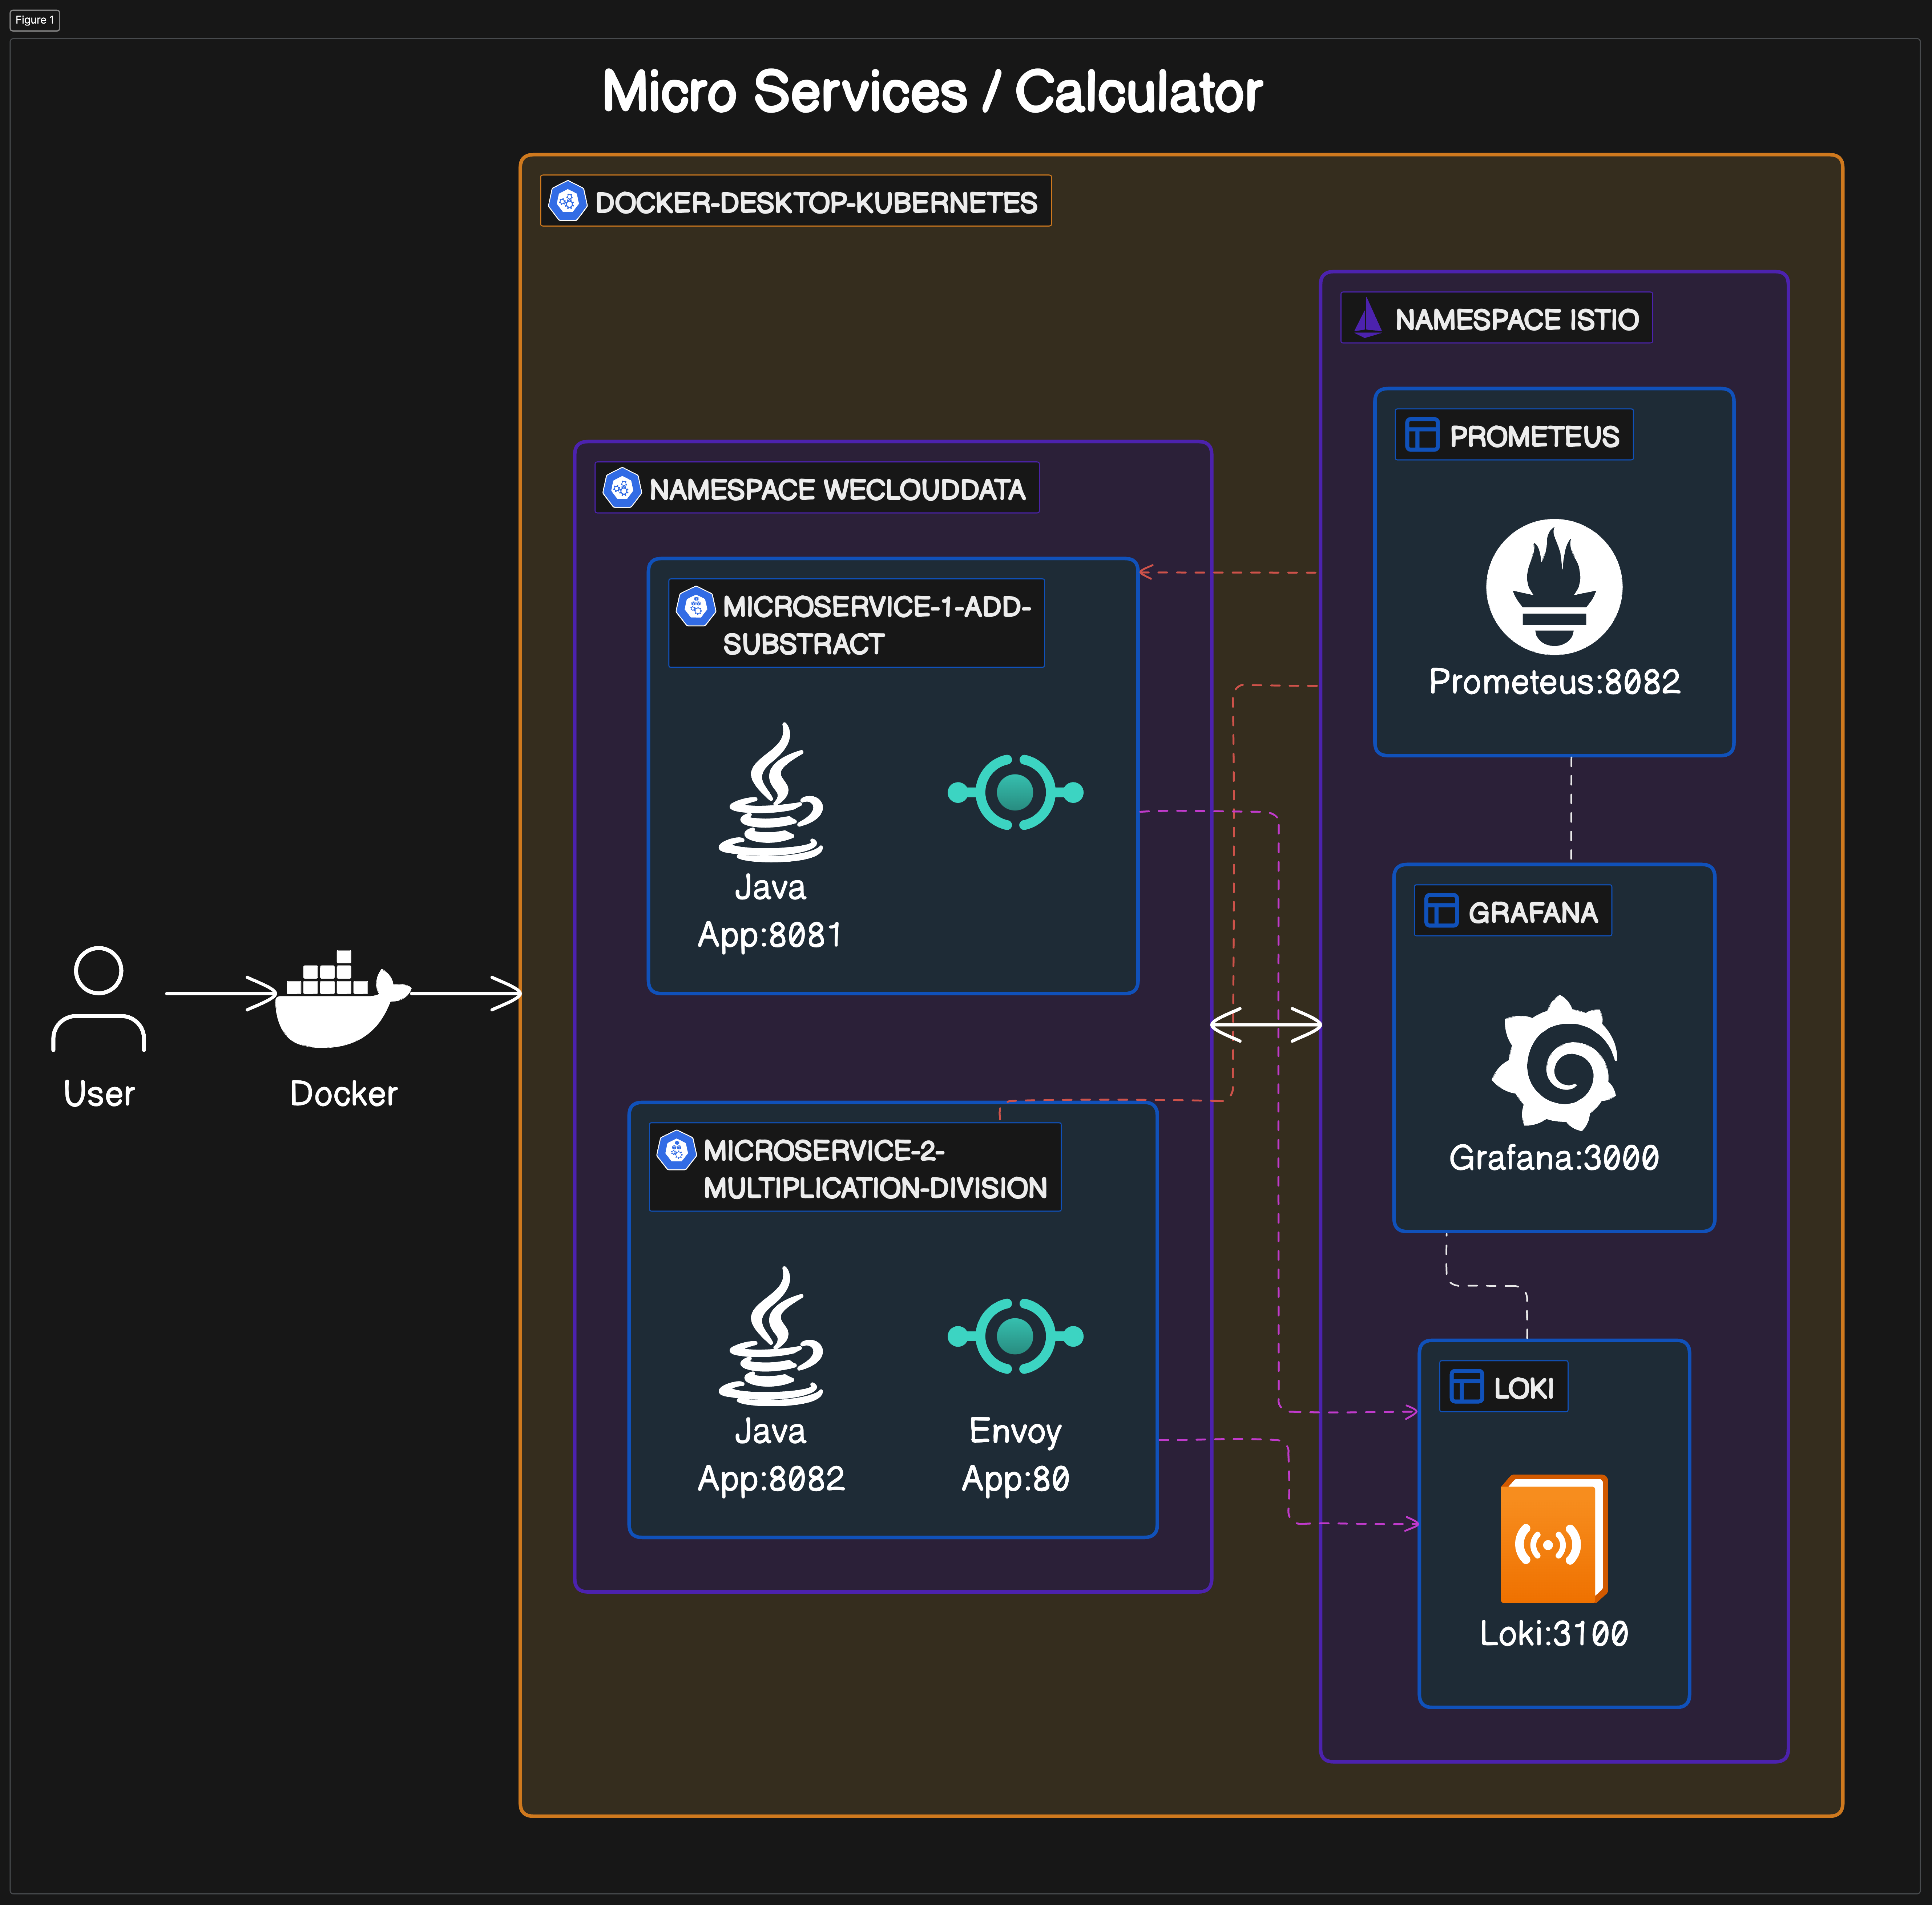 Figure 1
Micro Services / Calculator
DOCKER-DESKTOP-KUBERNETES
NAMESPACE ISTIO
PROMETEUS
Prometeus:8082
NAMESPACE WECLOUDDATA
MICROSERVICE-1-ADD-
SUBSTRACT
Java
App:8081
GRAFANA
Grafana:3000
User
Docker
MICROSERVICE-2-
MULTIPLICATION-DIVISION
Java
App:8082
Envoy
App:80
LOKI
Loki:3100